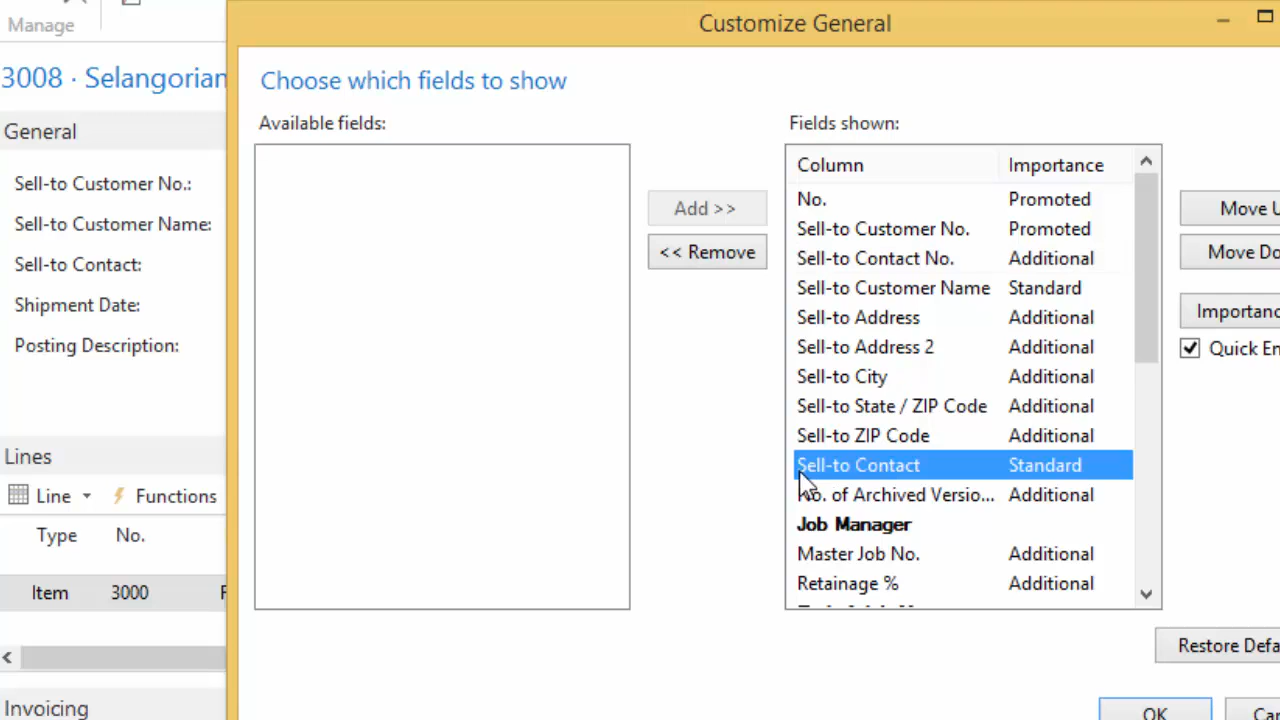 Manage
Customize General
3008 · Selangorian
Choose which fields to show
General
Available fields:
Fields shown:
Column Importance
No. Promoted
Sell-to Customer No. Promoted
Sell-to Contact No. Additional
Sell-to Customer Name Standard
Sell-to Address Additional
Sell-to Address 2 Additional
Sell-to City Additional
Sell-to State / ZIP Code Additional
Sell-to ZIP Code Additional
Sell-to Contact Standard
No. of Archived Versio... Additional
Job Manager
Master Job No. Additional
Retainage % Additional
Add >>
<< Remove
Move U
Move Do
Importanc
Quick En
Restore Defa
OK
Can
Sell-to Customer No.:
Sell-to Customer Name:
Sell-to Contact:
Shipment Date:
Posting Description:
Lines
Line Functions
Type No.
Item 3000
Invoicing